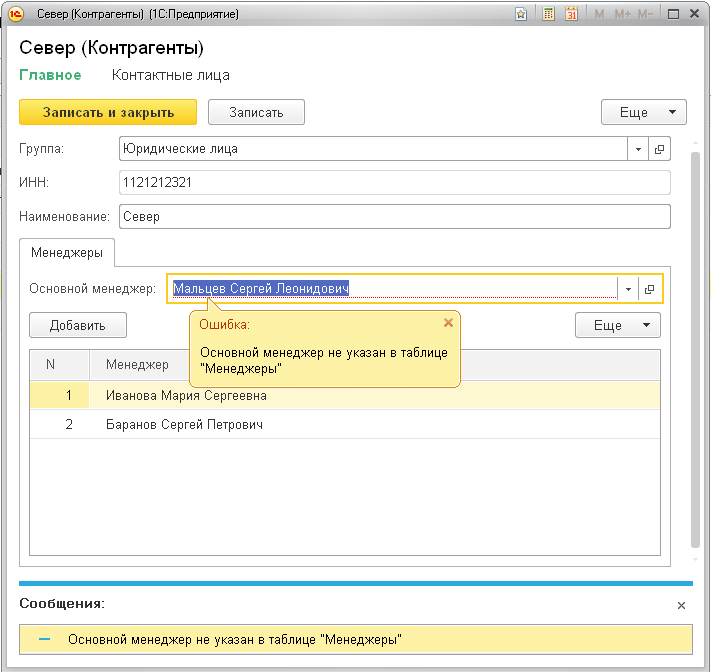 Север (Контрагенты) (1С:Предприятие)
31 M M+ M-
Север (Контрагенты)
Главное Контактные лица
Записать и закрыть Записать Еще
Группа: Юридические лица
ИНН: 1121212321
Наименование: Север
Менеджеры
Основной менеджер: Мальцев Сергей Леонидович
Добавить Еще
Ошибка:
Основной менеджер не указан в таблице
"Менеджеры"
N Менеджер
1 Иванова Мария Сергеевна
2 Баранов Сергей Петрович
Сообщения:
Основной менеджер не указан в таблице "Менеджеры"